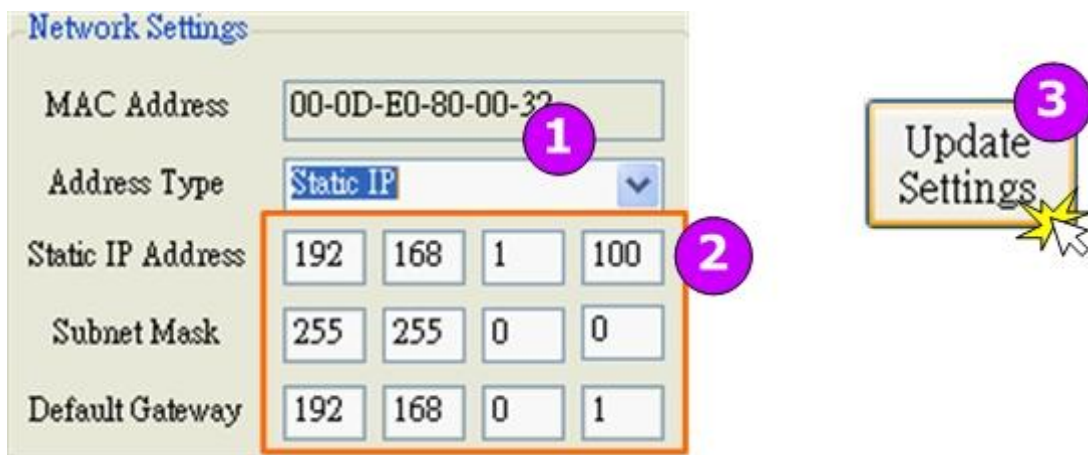 Network Settings
MAC Address 00-0D-E0-80-00-32
1
Address Type Static IP
Static IP Address 192 168 1 100
2
Subnet Mask 255 255 0 0
Default Gateway 192 168 0 1
3
Update
Settings